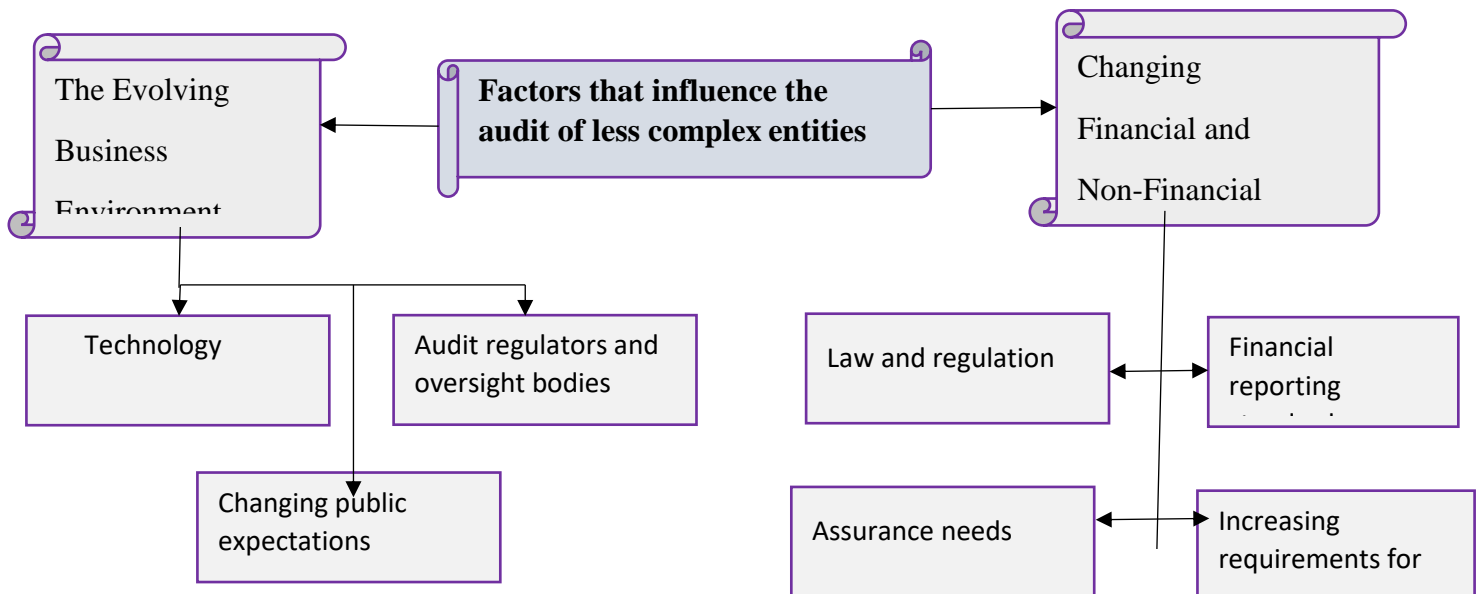 The Evolving
Business
Environment
Factors that influence the
audit of less complex entities
Changing
Financial and
Non-Financial
Technology
Audit regulators and
oversight bodies
Changing public
expectations
Law and regulation
Financial
reporting
Assurance needs
Increasing
requirements for